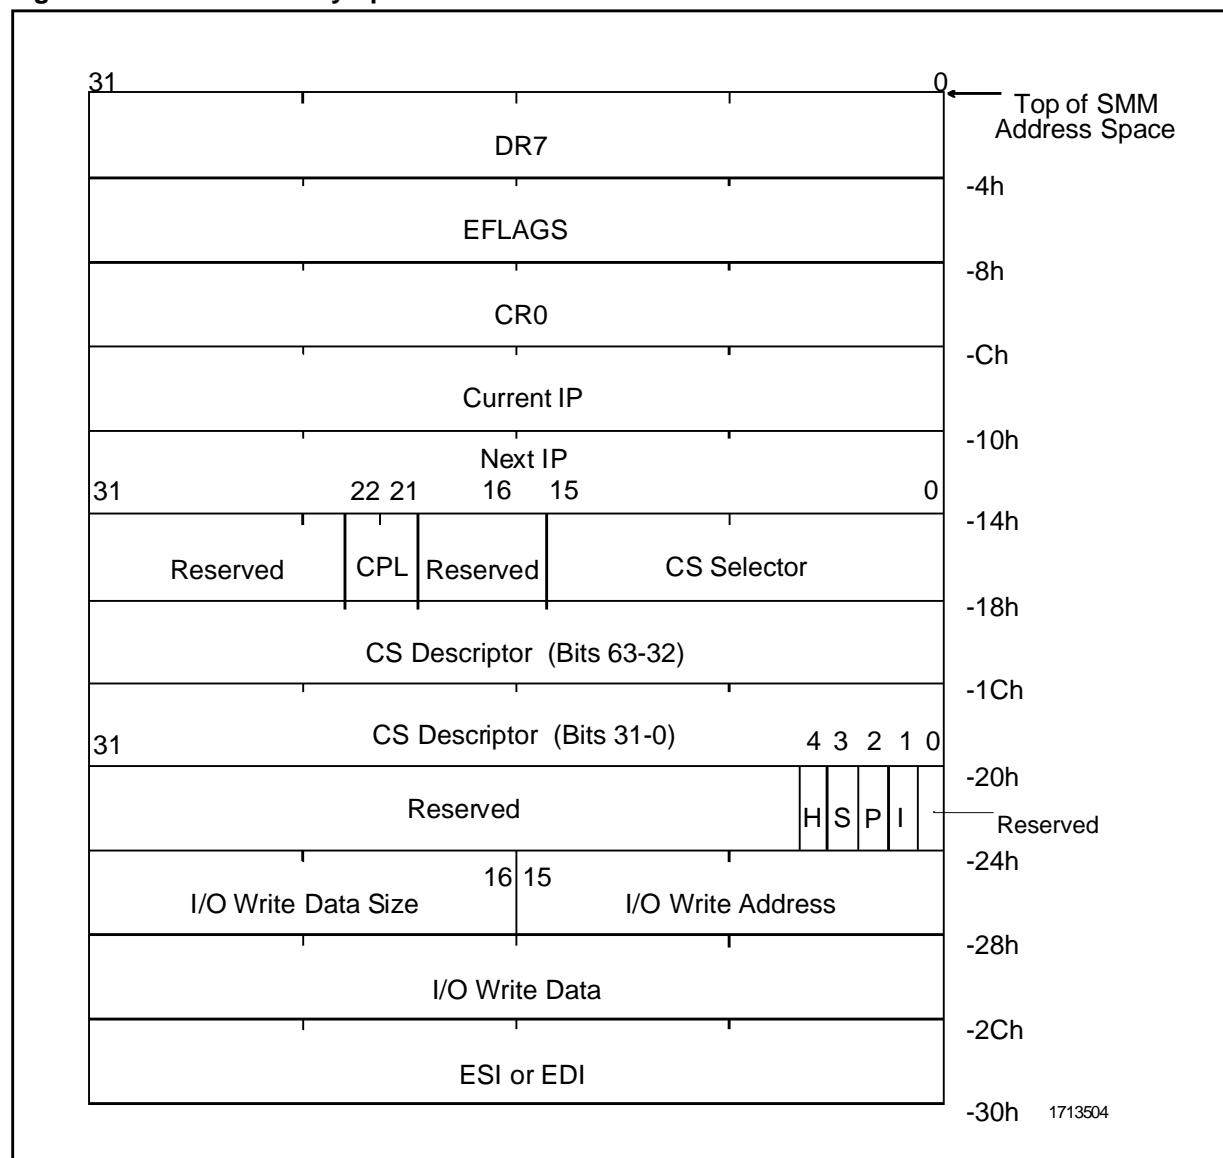 31 0
Top of SMM
Address Space
DR7
-4h
EFLAGS
-8h
CR0
-Ch
Current IP
-10h
Next IP
31 22 21 16 15 0
-14h
Reserved CPL Reserved CS Selector
-18h
CS Descriptor (Bits 63-32)
-1Ch
CS Descriptor (Bits 31-0)
31 4 3 2 1 0
-20h
Reserved H S P I Reserved
-24h
16 15
I/O Write Data Size I/O Write Address
-28h
I/O Write Data
-2Ch
ESI or EDI
-30h 1713504